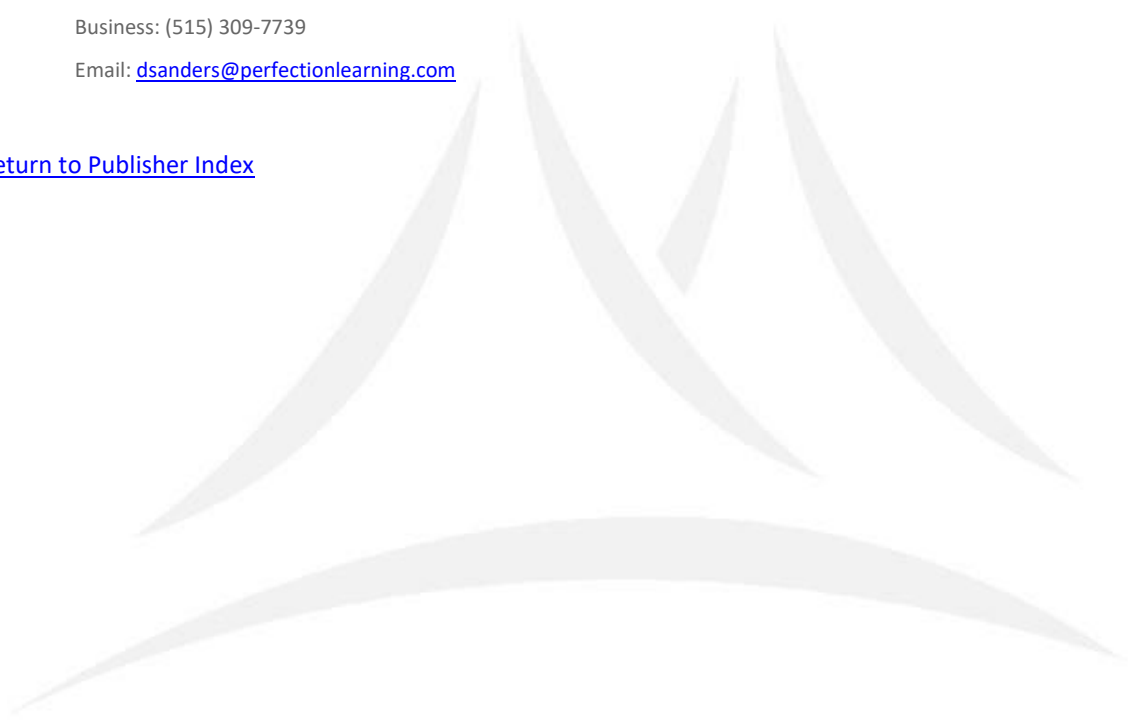 Business: (515) 309-7739
Email: dsanders@perfectionlearning.com
eturn to Publisher Index